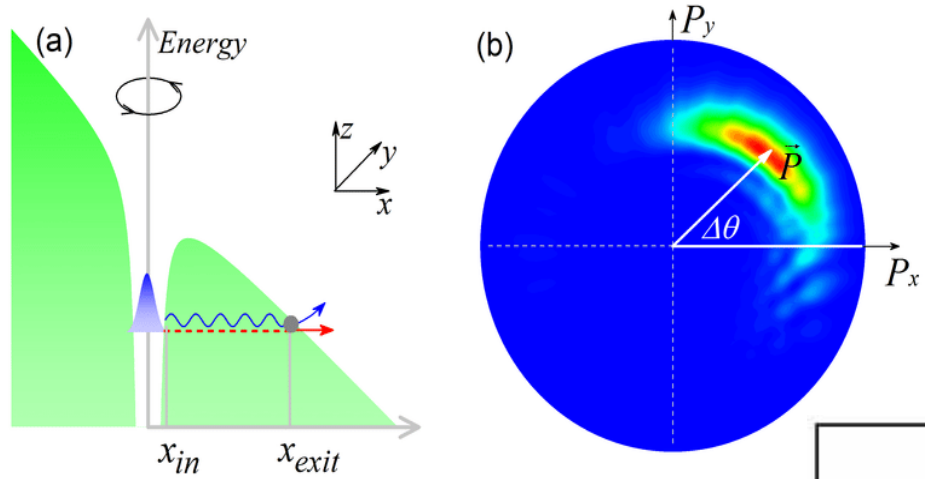 (a)
Energy
z
y
x
x_in
x_exit
(b)
P_y
P⃗
Δθ
P_x